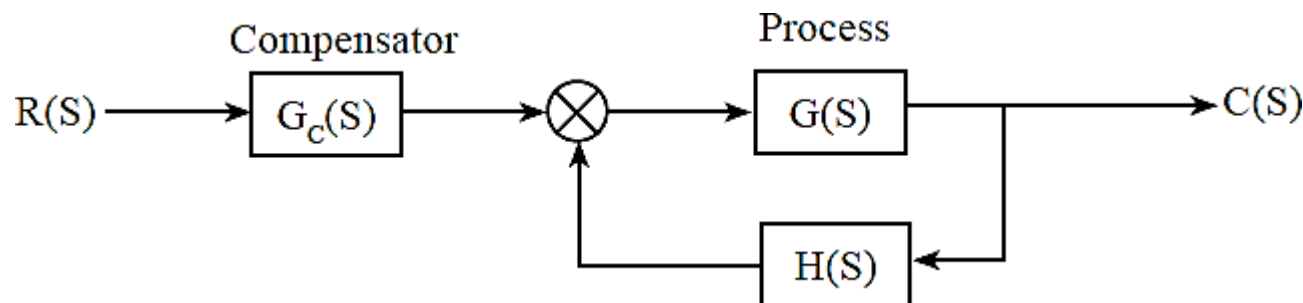 Compensator
Process
R(S)
G_C(S)
G(S)
C(S)
H(S)